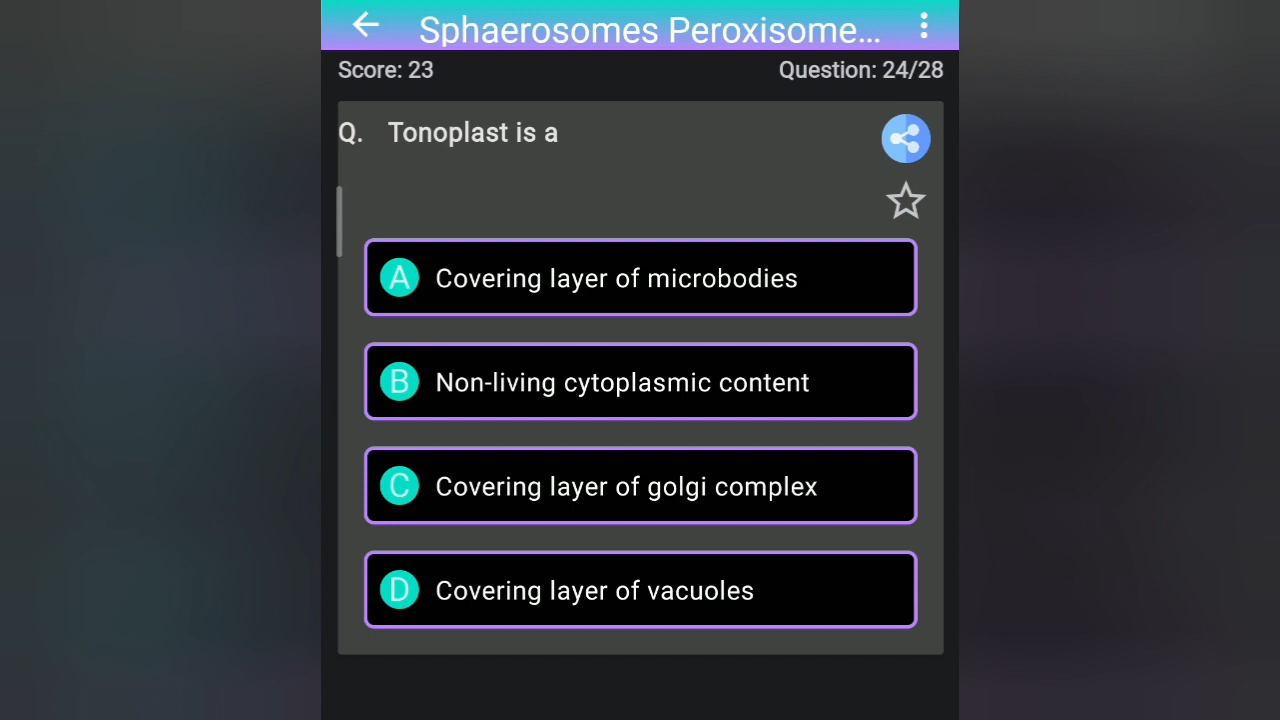 Sphaerosomes Peroxisome...
Score: 23 Question: 24/28
Q. Tonoplast is a
A Covering layer of microbodies
B Non-living cytoplasmic content
C Covering layer of golgi complex
D Covering layer of vacuoles